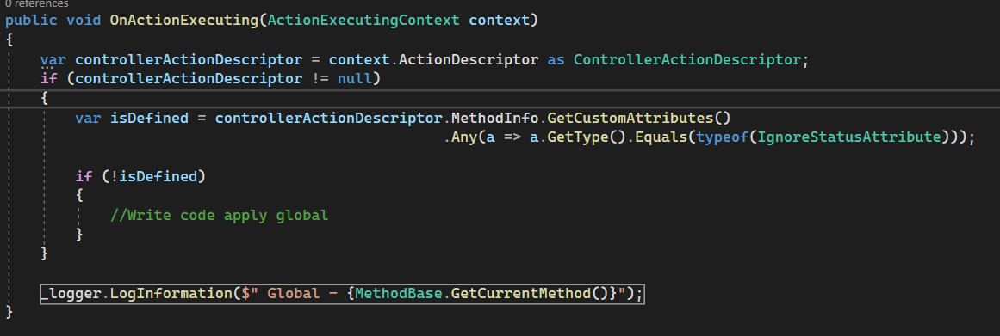 0 references
public void OnActionExecuting(ActionExecutingContext context)
{
var controllerActionDescriptor = context.ActionDescriptor as ControllerActionDescriptor;
if (controllerActionDescriptor != null)
{
var isDefined = controllerActionDescriptor.MethodInfo.GetCustomAttributes()
.Any(a => a.GetType().Equals(typeof(IgnoreStatusAttribute)));
if (!isDefined)
{
//Write code apply global
}
}
_logger.LogInformation($" Global - {MethodBase.GetCurrentMethod()}");
}